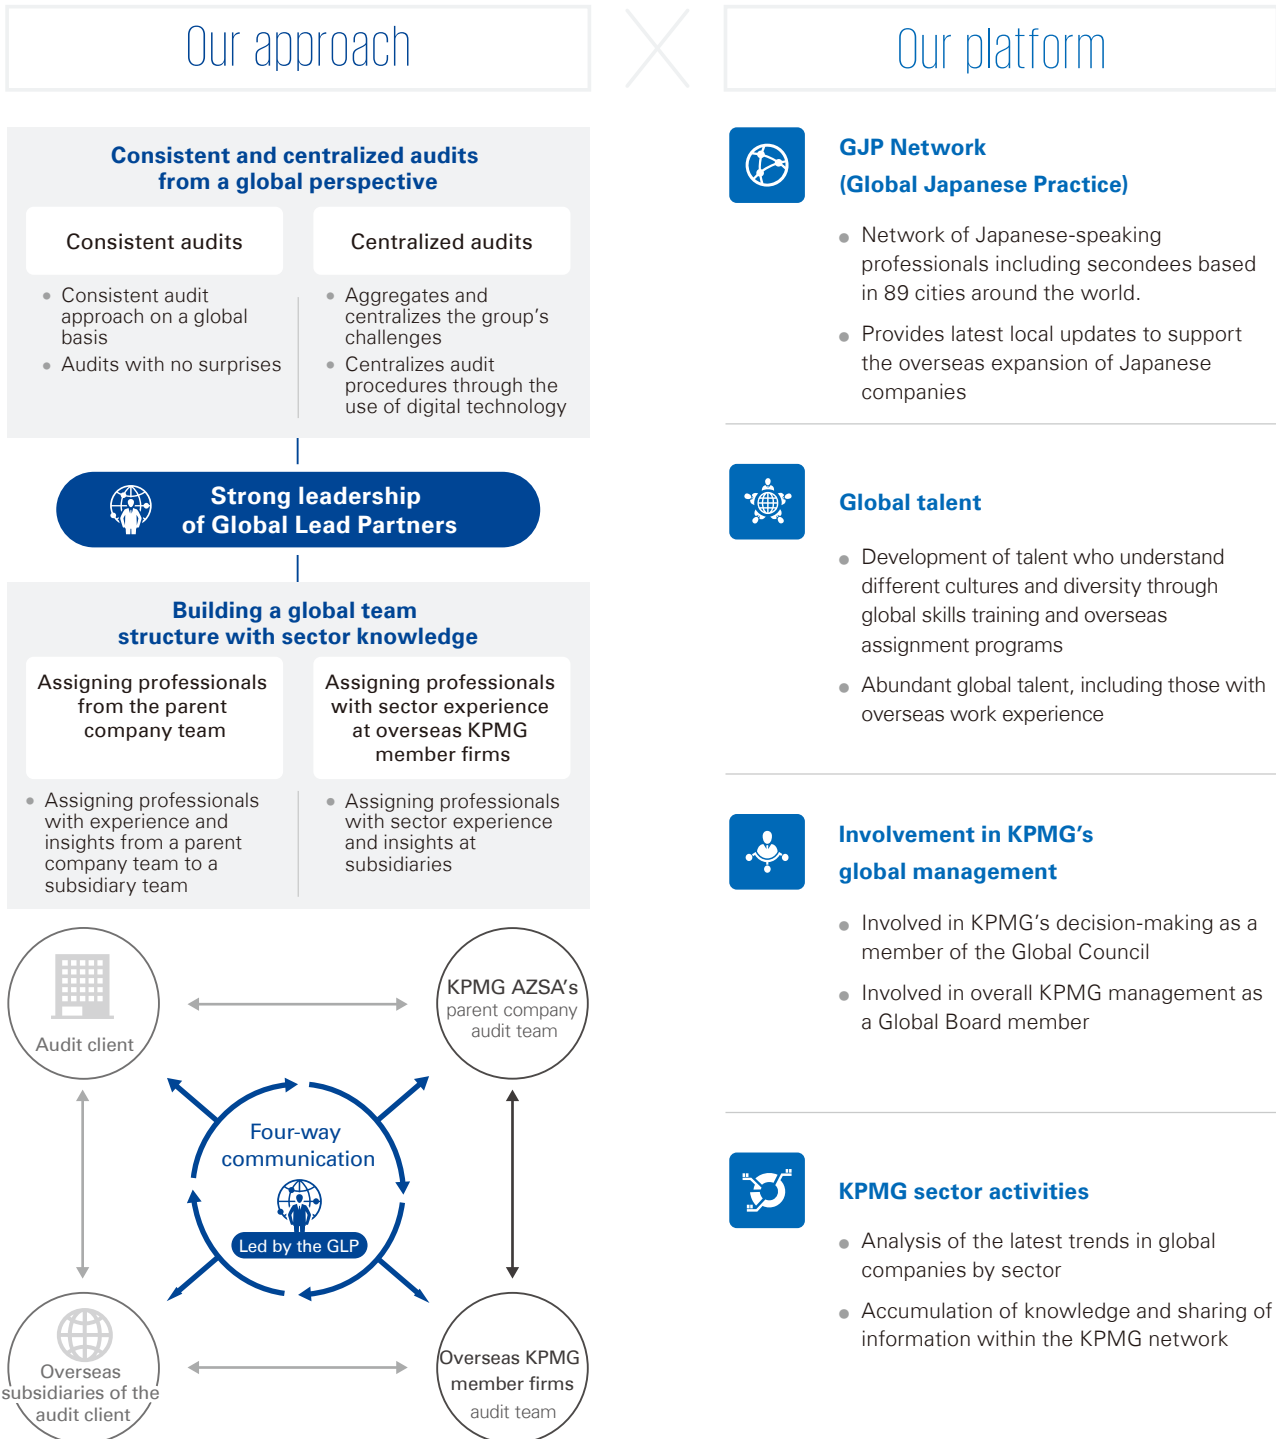 Our approach
Consistent and centralized audits
from a global perspective
Consistent audits
• Consistent audit
approach on a global
basis
• Audits with no surprises
Centralized audits
• Aggregates and
centralizes the group's
challenges
• Centralizes audit
procedures through the
use of digital technology
Strong leadership
of Global Lead Partners
Building a global team
structure with sector knowledge
Assigning professionals
from the parent
company team
• Assigning professionals
with experience and
insights from a parent
company team to a
subsidiary team
Assigning professionals
with sector experience
at overseas KPMG
member firms
• Assigning professionals
with sector experience
and insights at
subsidiaries
Audit client
KPMG AZSA's
parent company
audit team
Four-way
communication
Led by the GLP
Overseas
subsidiaries of the
audit client
Overseas KPMG
member firms
audit team
Our platform
GJP Network
(Global Japanese Practice)
• Network of Japanese-speaking
professionals including secondees based
in 89 cities around the world.
• Provides latest local updates to support
the overseas expansion of Japanese
companies
Global talent
• Development of talent who understand
different cultures and diversity through
global skills training and overseas
assignment programs
• Abundant global talent, including those with
overseas work experience
Involvement in KPMG's
global management
• Involved in KPMG's decision-making as a
member of the Global Council
• Involved in overall KPMG management as
a Global Board member
KPMG sector activities
• Analysis of the latest trends in global
companies by sector
• Accumulation of knowledge and sharing of
information within the KPMG network